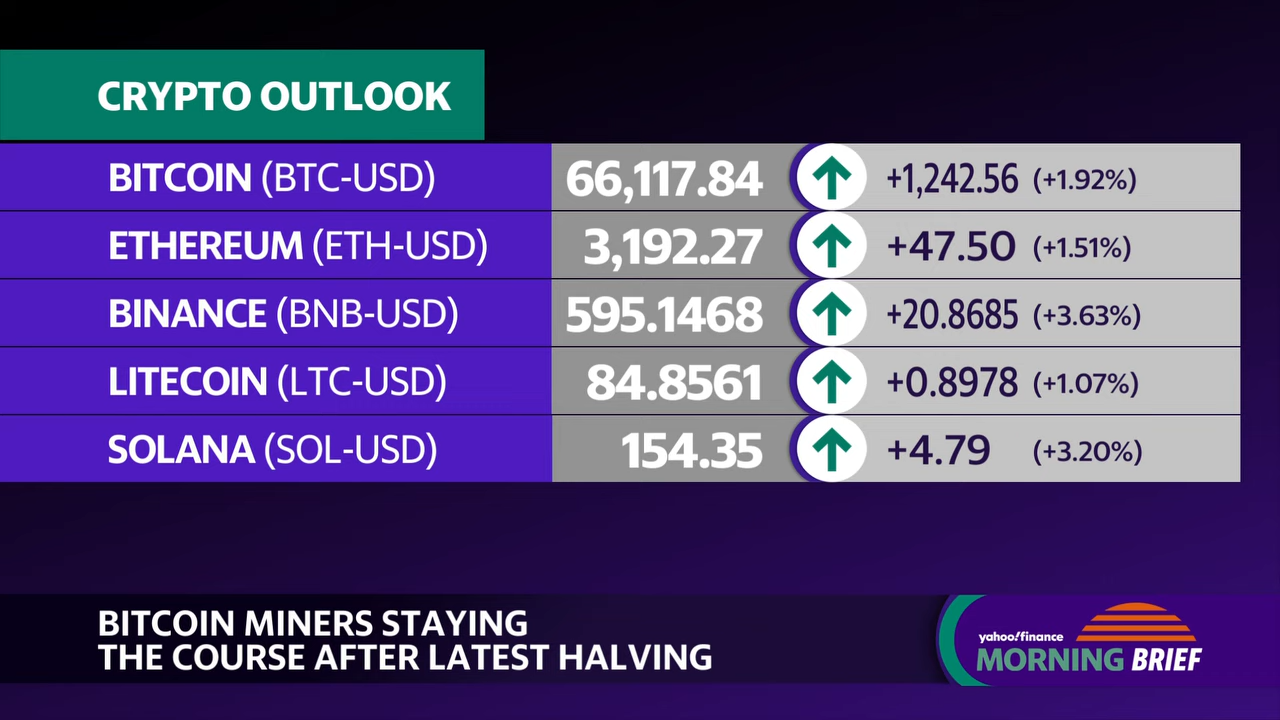 CRYPTO OUTLOOK
BITCOIN (BTC-USD) 66,117.84 +1,242.56 (+1.92%)
ETHEREUM (ETH-USD) 3,192.27 +47.50 (+1.51%)
BINANCE (BNB-USD) 595.1468 +20.8685 (+3.63%)
LITECOIN (LTC-USD) 84.8561 +0.8978 (+1.07%)
SOLANA (SOL-USD) 154.35 +4.79 (+3.20%)
BITCOIN MINERS STAYING
THE COURSE AFTER LATEST HALVING
yahoo!finance
MORNING BRIEF